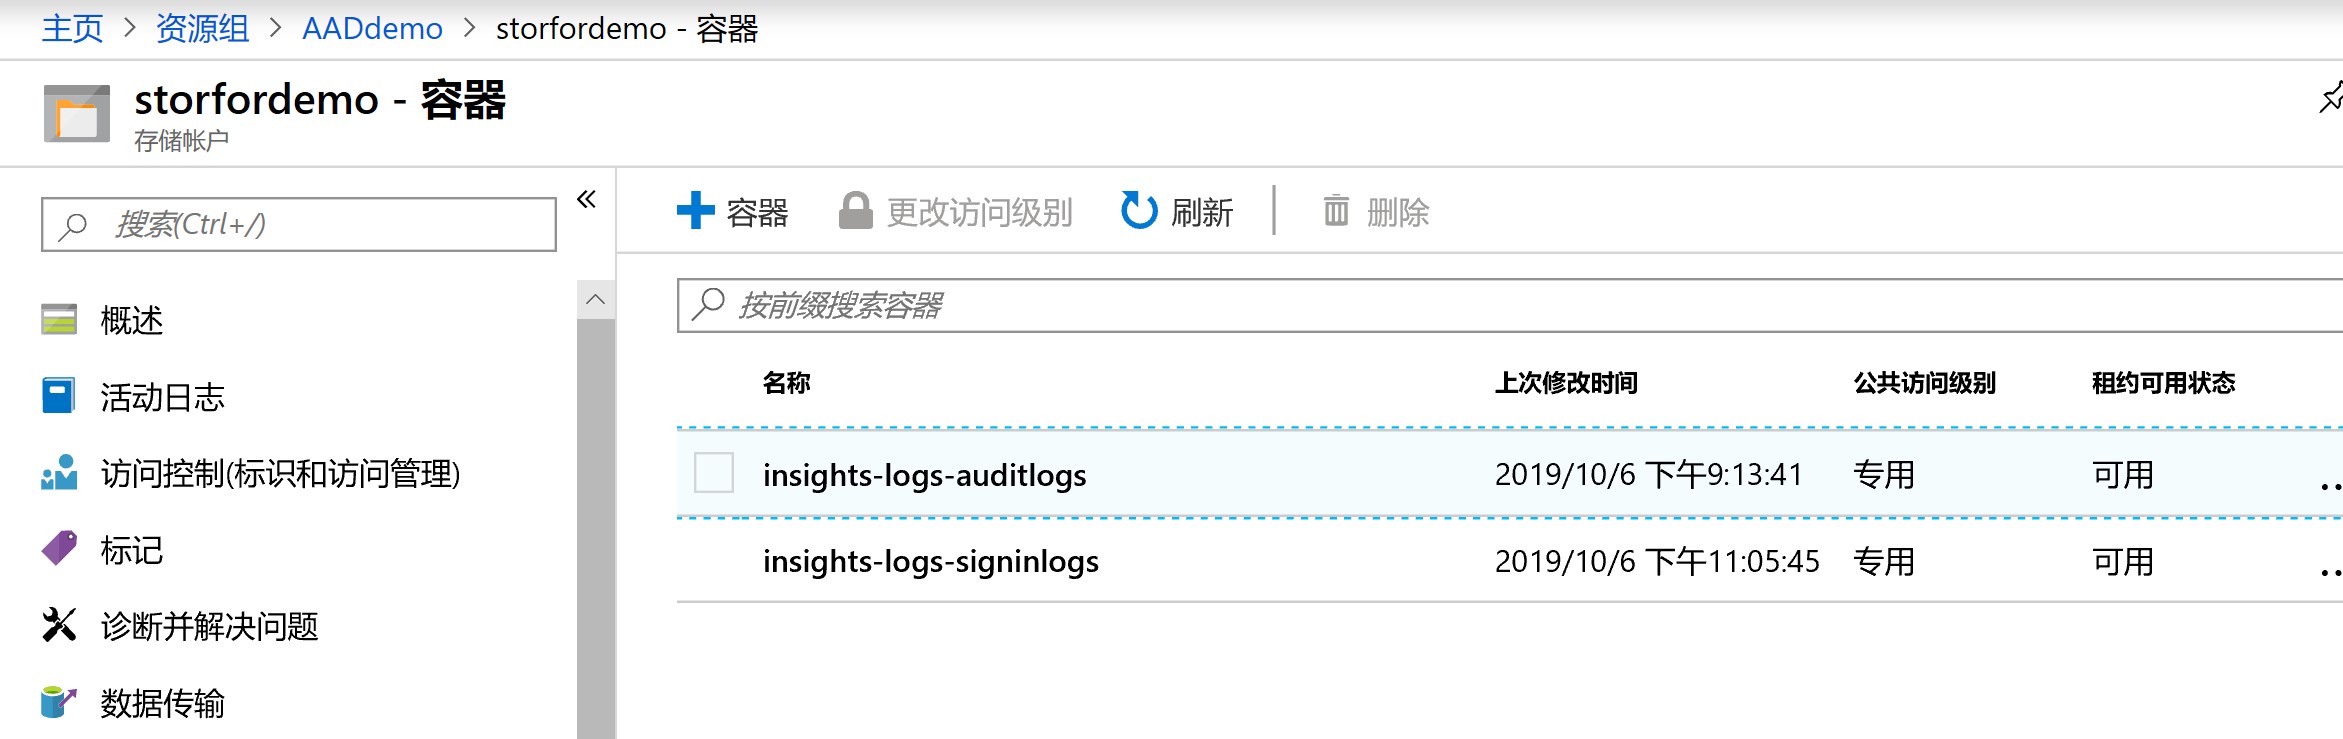 主页 > 资源组 > AADdemo > storfordemo - 容器
storfordemo - 容器
存储帐户
搜索(Ctrl+/)
概述
活动日志
访问控制(标识和访问管理)
标记
诊断并解决问题
数据传输
容器 更改访问级别 刷新 删除
按前缀搜索容器
名称 上次修改时间 公共访问级别 租约可用状态
insights-logs-auditlogs 2019/10/6 下午9:13:41 专用 可用
insights-logs-signinlogs 2019/10/6 下午11:05:45 专用 可用